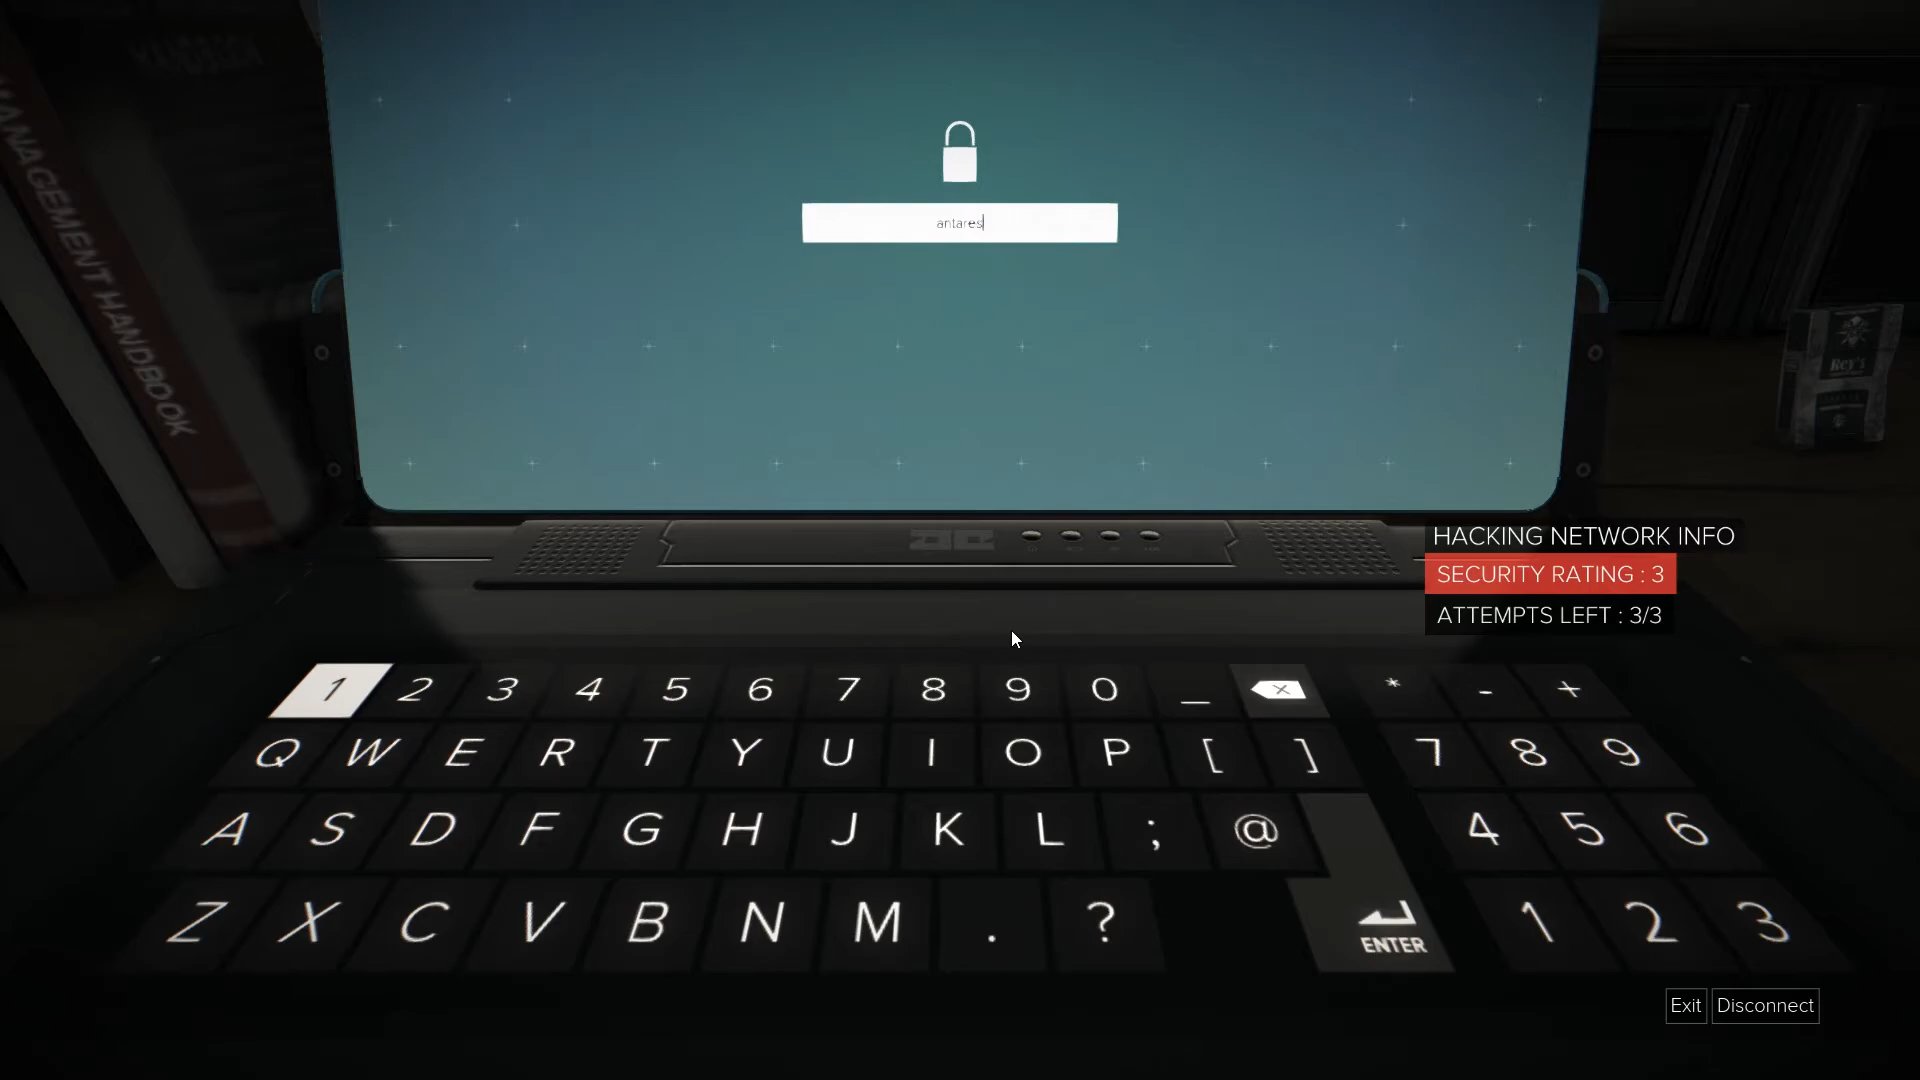 MANAGEMENT HANDBOOK
antares
Rey's
HACKING NETWORK INFO
SECURITY RATING : 3
ATTEMPTS LEFT : 3/3
1 2 3 4 5 6 7 8 9 0 _ * - +
Q W E R T Y U I O P [ ] 7 8 9
A S D F G H J K L ; @ 4 5 6
Z X C V B N M . ? ENTER 1 2 3
Exit Disconnect